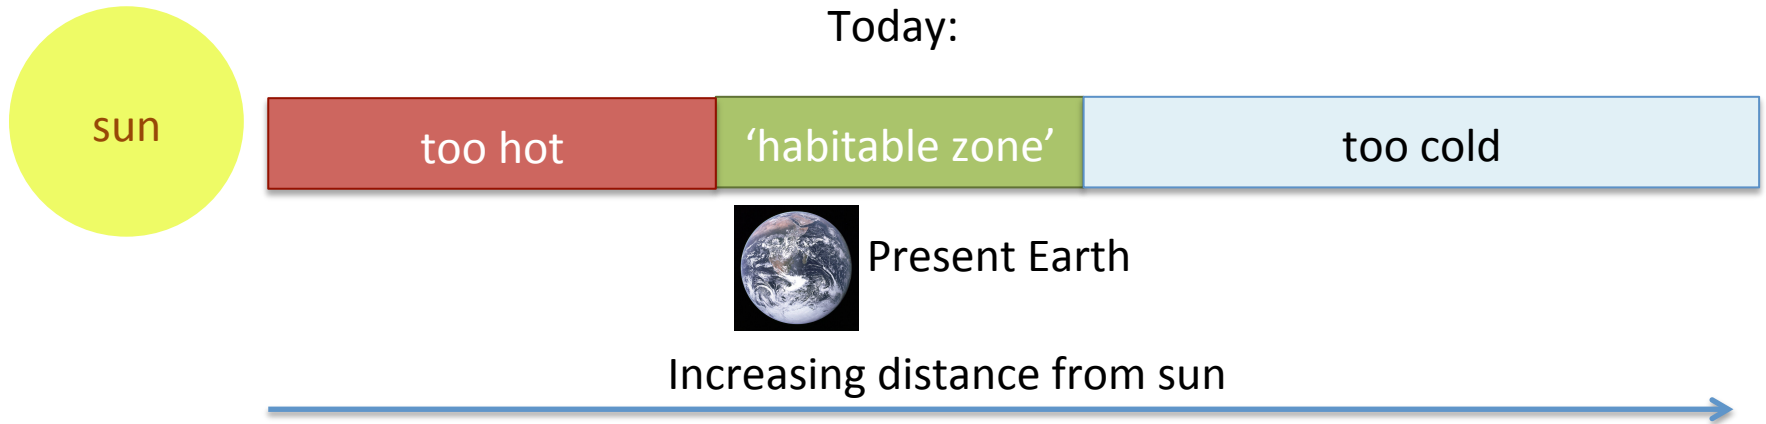 Today:
sun
too hot
‘habitable zone’
too cold
Present Earth
Increasing distance from sun